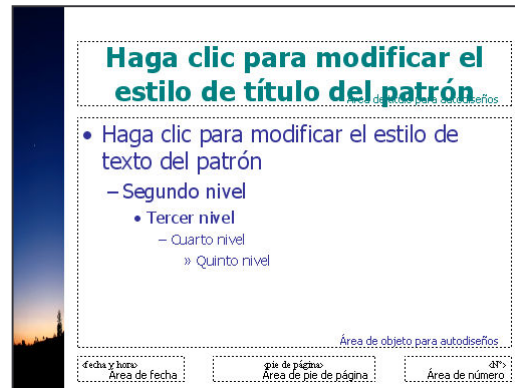 Haga clic para modificar el
estilo de título del patrón
Área de texto para autodiseños
• Haga clic para modificar el estilo de
texto del patrón
– Segundo nivel
• Tercer nivel
– Cuarto nivel
» Quinto nivel
Área de objeto para autodiseños
<fecha y hora>
Área de fecha
<pie de página>
Área de pie de página
<Nº>
Área de número